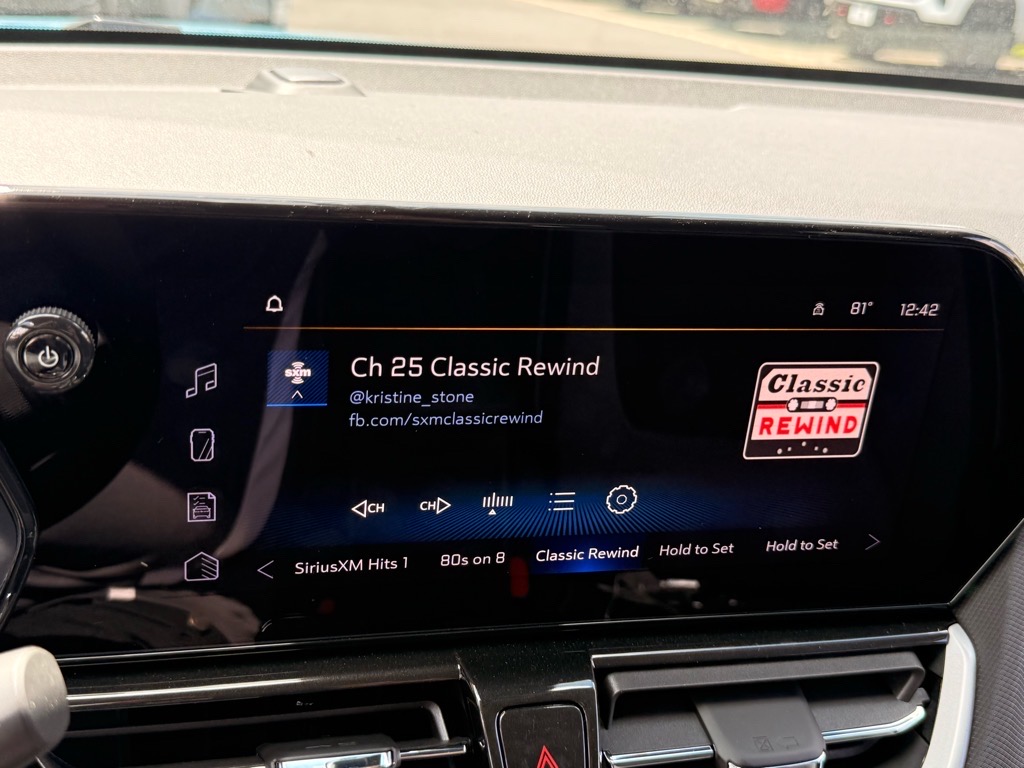 81° 12:42
sxm
Ch 25 Classic Rewind
@kristine_stone
fb.com/sxmclassicrewind
Classic
REWIND
CH CH
SiriusXM Hits 1 80s on 8 Classic Rewind Hold to Set Hold to Set